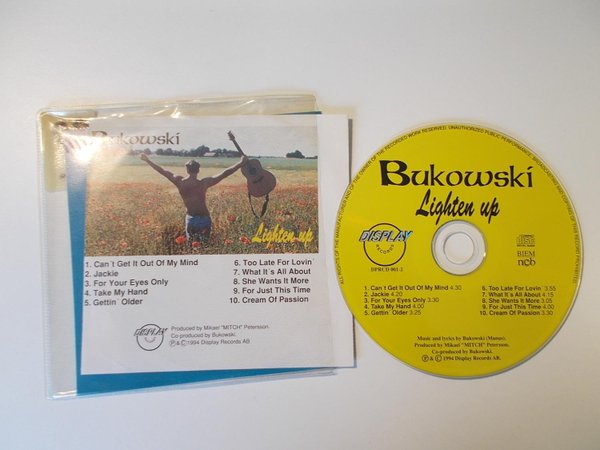 Bukowski
Lighten up
1. Can´t Get It Out Of My Mind
2. Jackie
3. For Your Eyes Only
4. Take My Hand
5. Gettin´ Older
6. Too Late For Lovin´
7. What It´s All About
8. She Wants It More
9. For Just This Time
10. Cream Of Passion
DISPLAY
RECORDS
Produced by Mikael "MITCH" Petersson.
Co-produced by Bukowski.
℗ & © 1994 Display Records AB.
Bukowski
Lighten up
DISPLAY
RECORDS
DPRCD 001-2
COMPACT
disc
DIGITAL AUDIO
BIEM
ncb
1. Can´t Get It Out Of My Mind 4.30
2. Jackie 4.20
3. For Your Eyes Only 3.30
4. Take My Hand 4.00
5. Gettin´ Older 3.25
6. Too Late For Lovin´ 3.55
7. What It´s All About 4.15
8. She Wants It More 3.05
9. For Just This Time 4.00
10. Cream Of Passion 3.30
Music and lyrics by Bukowski (Manus).
Produced by Mikael "MITCH" Petersson.
Co-produced by Bukowski.
℗ & © 1994 Display Records AB.